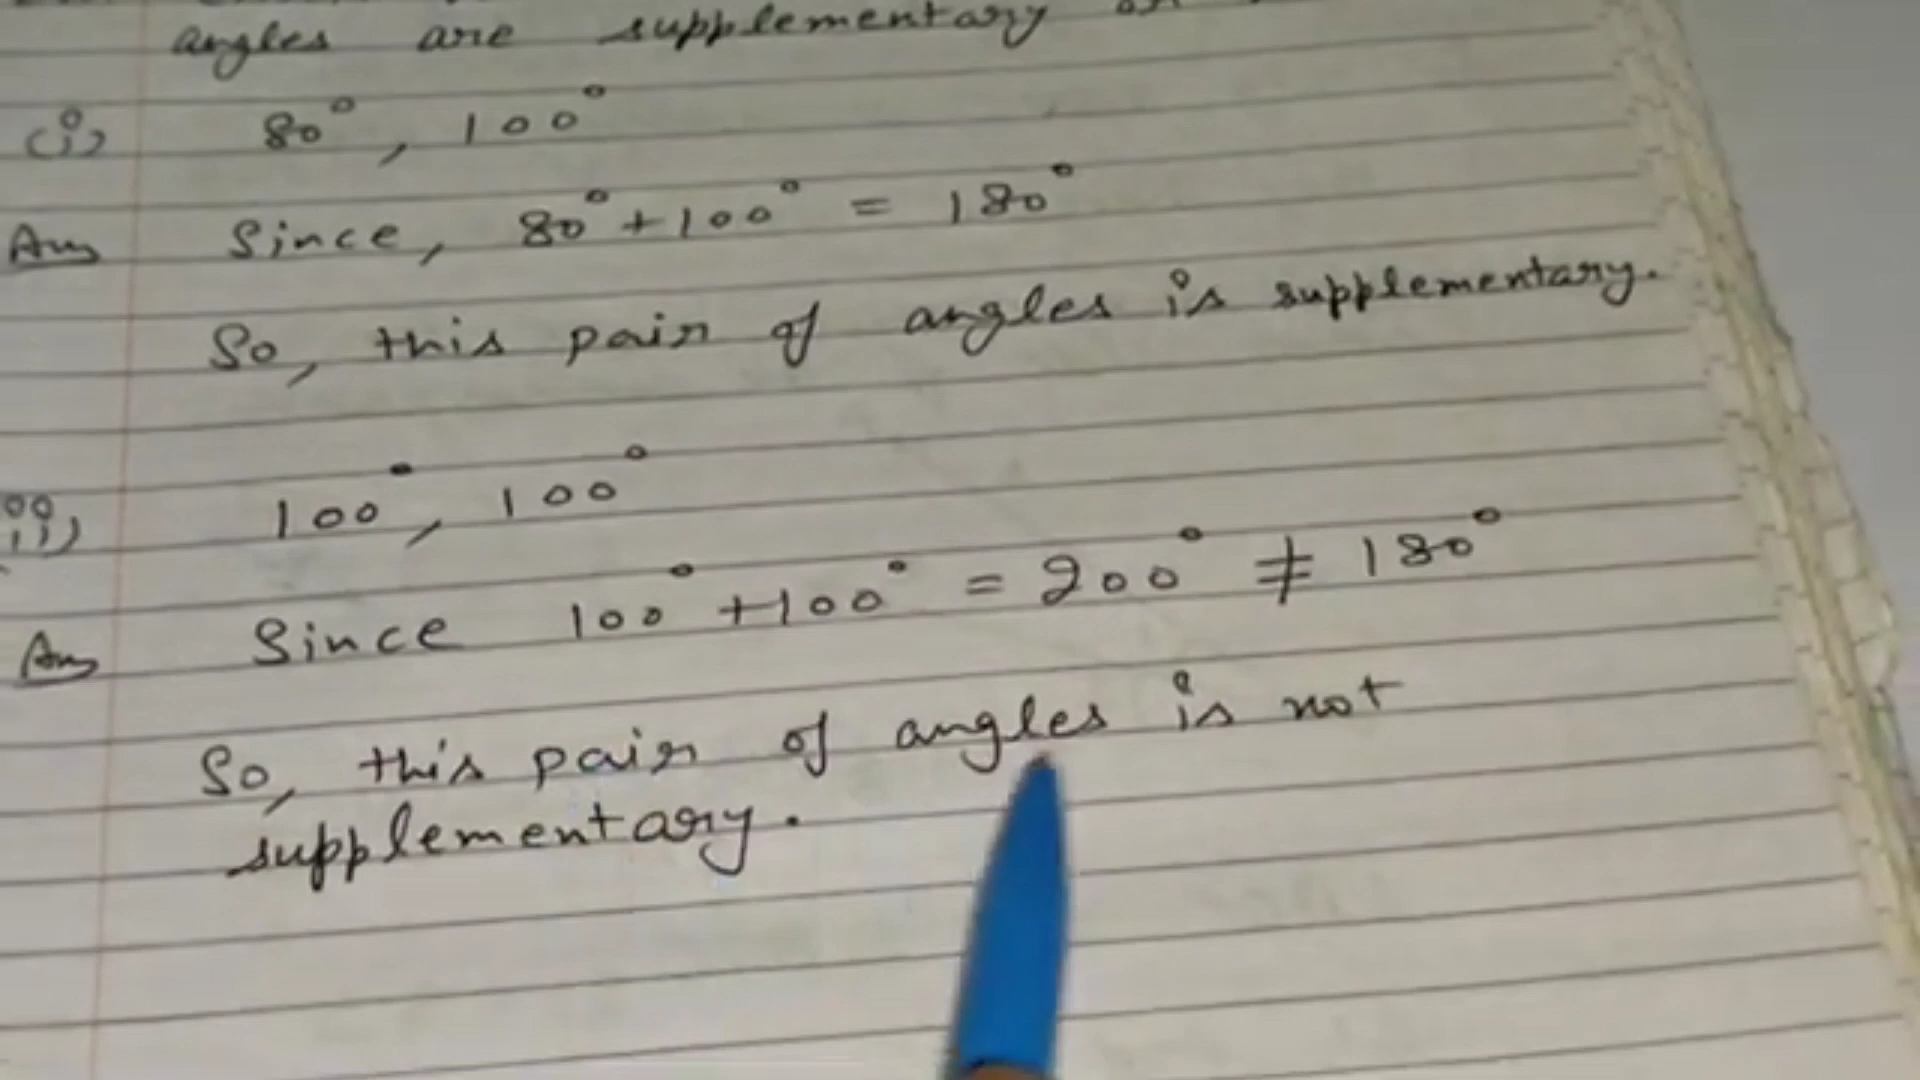 angles are supplementary or
(i) 80°, 100°
Ans Since, 80° + 100° = 180°
So, this pair of angles is supplementary.
ii) 100°, 100°
Ans Since 100° + 100° = 200° ≠ 180°
So, this pair of angles is not
supplementary.